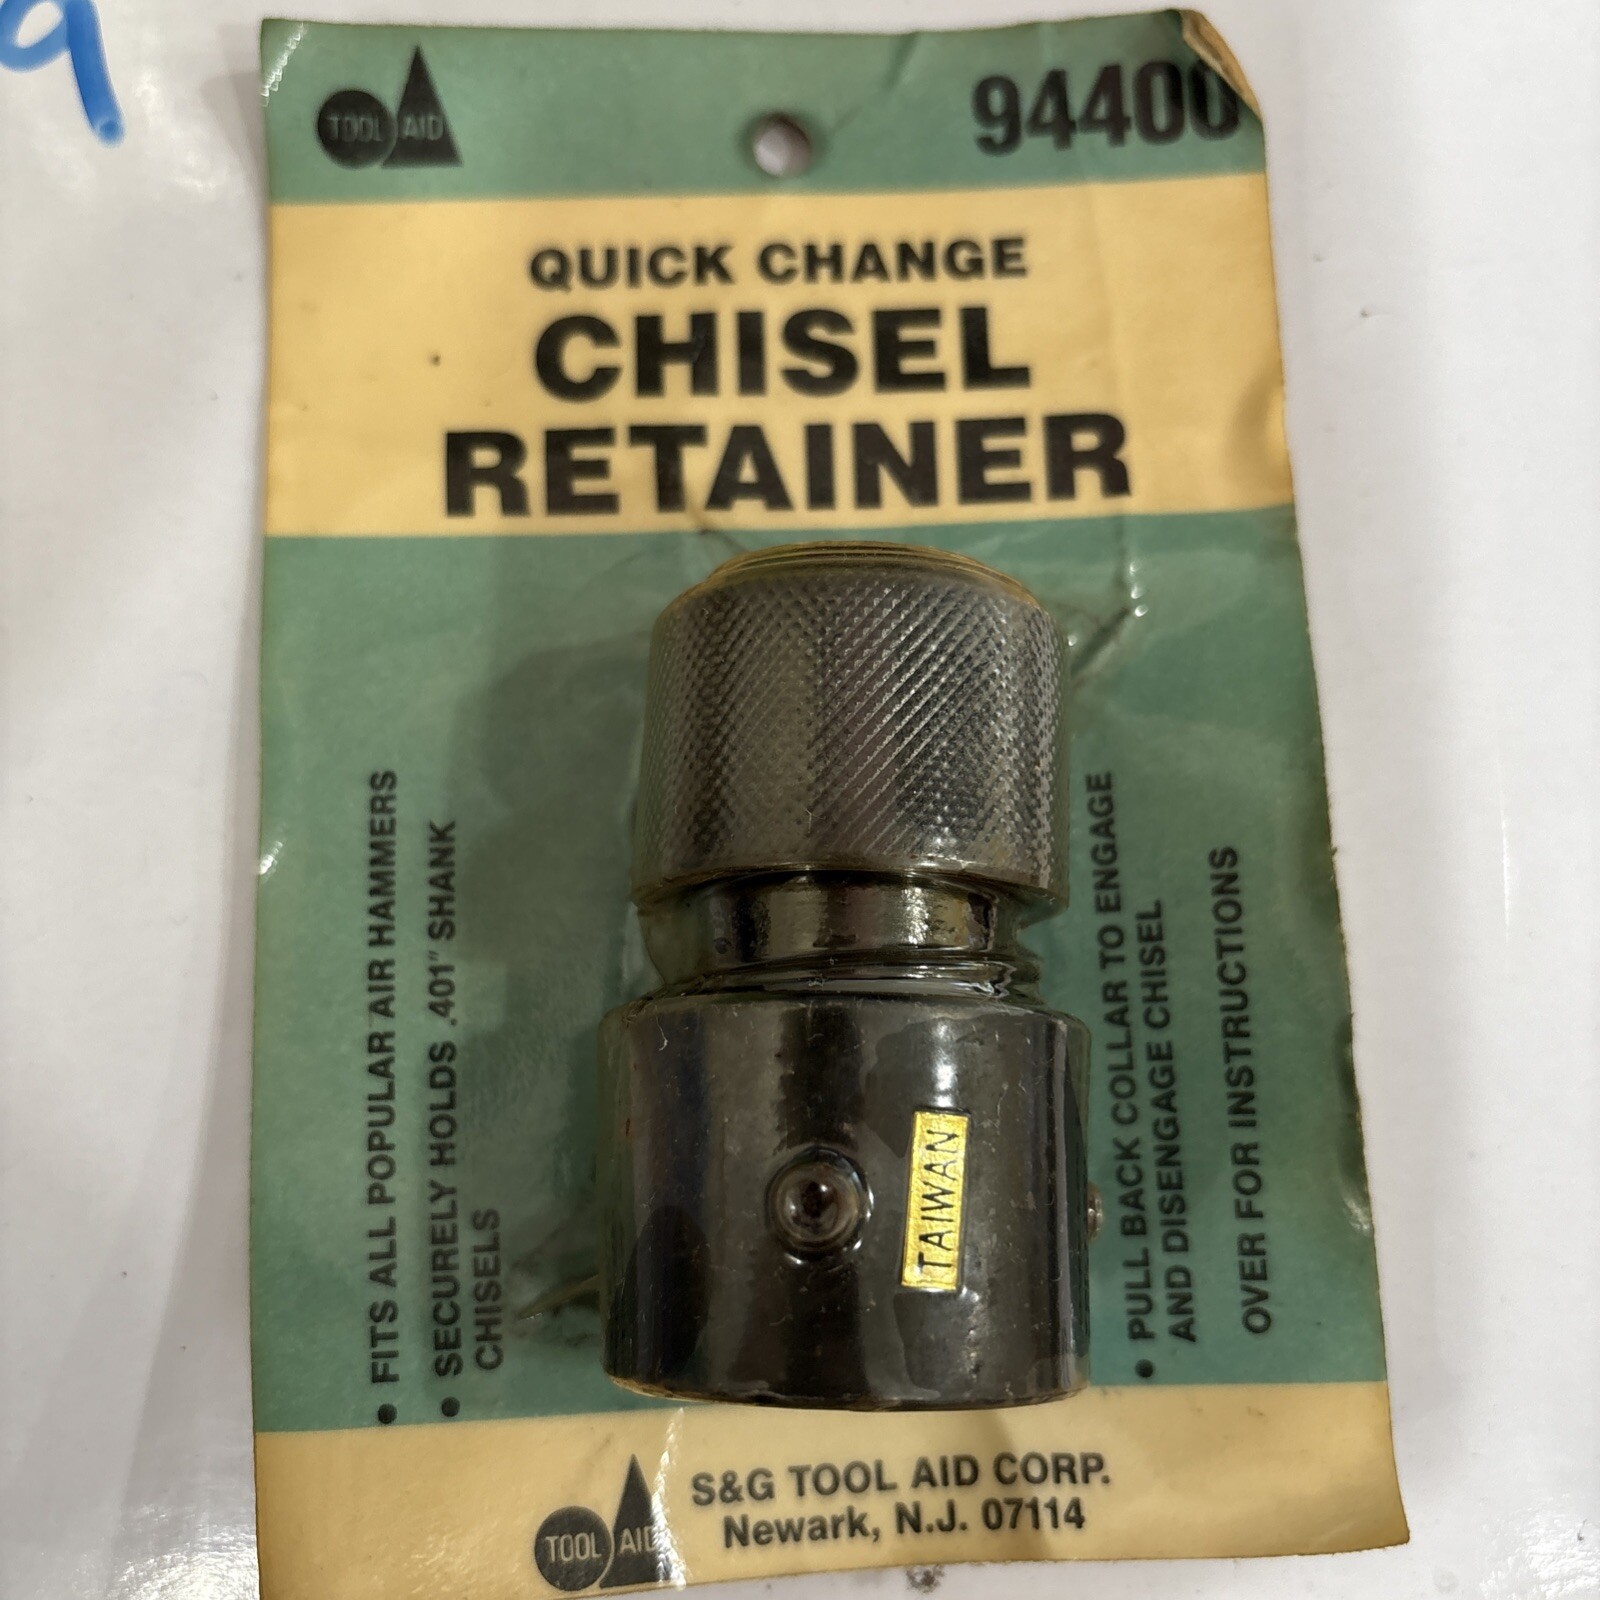 9
TOOL AID
94400
QUICK CHANGE
CHISEL
RETAINER
• FITS ALL POPULAR AIR HAMMERS
• SECURELY HOLDS .401" SHANK
CHISELS
TAIWAN
• PULL BACK COLLAR TO ENGAGE
AND DISENGAGE CHISEL
OVER FOR INSTRUCTIONS
TOOL AID
S&G TOOL AID CORP.
Newark, N.J. 07114